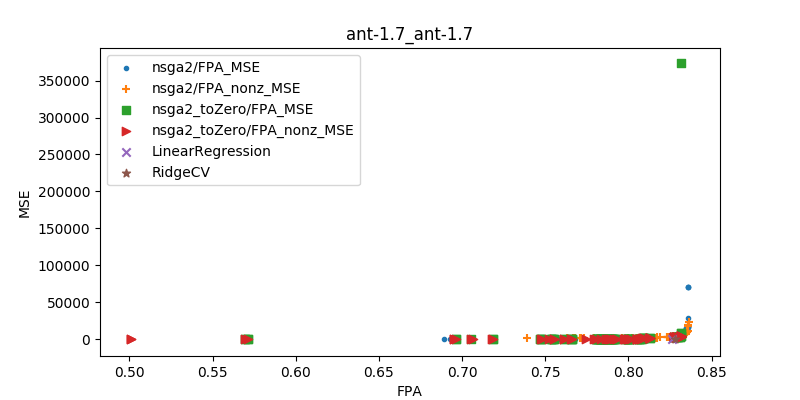 ant-1.7_ant-1.7
nsga2/FPA_MSE
nsga2/FPA_nonz_MSE
nsga2_toZero/FPA_MSE
nsga2_toZero/FPA_nonz_MSE
LinearRegression
RidgeCV
MSE
350000
300000
250000
200000
150000
100000
50000
0
0.50
0.55
0.60
0.65
0.70
0.75
0.80
0.85
FPA